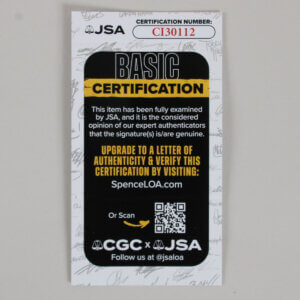 JSA
CERTIFICATION NUMBER:
CI30112
BASIC
CERTIFICATION
This item has been fully examined
by JSA, and it is the considered
opinion of our expert authenticators
that the signature(s) is/are genuine.
UPGRADE TO A LETTER OF
AUTHENTICITY & VERIFY THIS
CERTIFICATION BY VISITING:
SpenceLOA.com
Or Scan
CGC x JSA
Follow us at @jsaloa